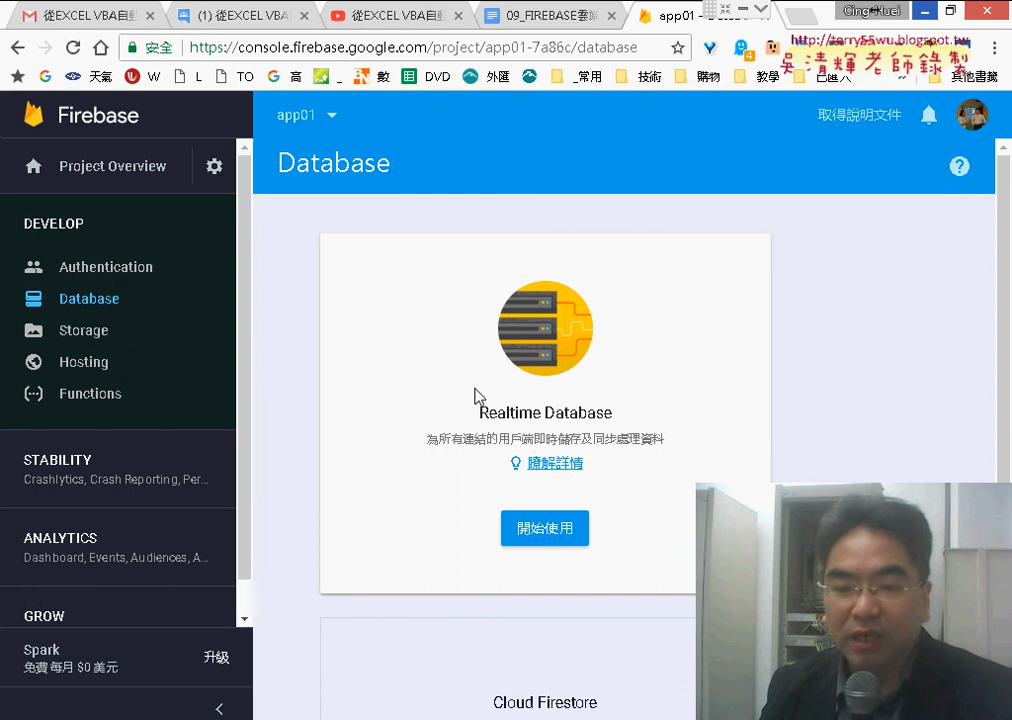 從EXCEL VBA自動
(1) 從EXCEL VBA
從EXCEL VBA自動
09_FIREBASE雲端
app01 -
Ching-Huei
安全
https://console.firebase.google.com/project/app01-7a86c/database
http://terry55wu.blogspot.tw
吳清輝老師錄製
天氣
W
L
TO
高
_
數
DVD
外匯
_常用
技術
購物
教學
已匯入
其他書籤
Firebase
app01
取得說明文件
Project Overview
Database
DEVELOP
Authentication
Database
Storage
Hosting
Functions
Realtime Database
為所有連結的用戶端即時儲存及同步處理資料
瞭解詳情
開始使用
STABILITY
Crashlytics, Crash Reporting, Per...
ANALYTICS
Dashboard, Events, Audiences, A...
GROW
Spark
免費 每月 $0 美元
升級
Cloud Firestore